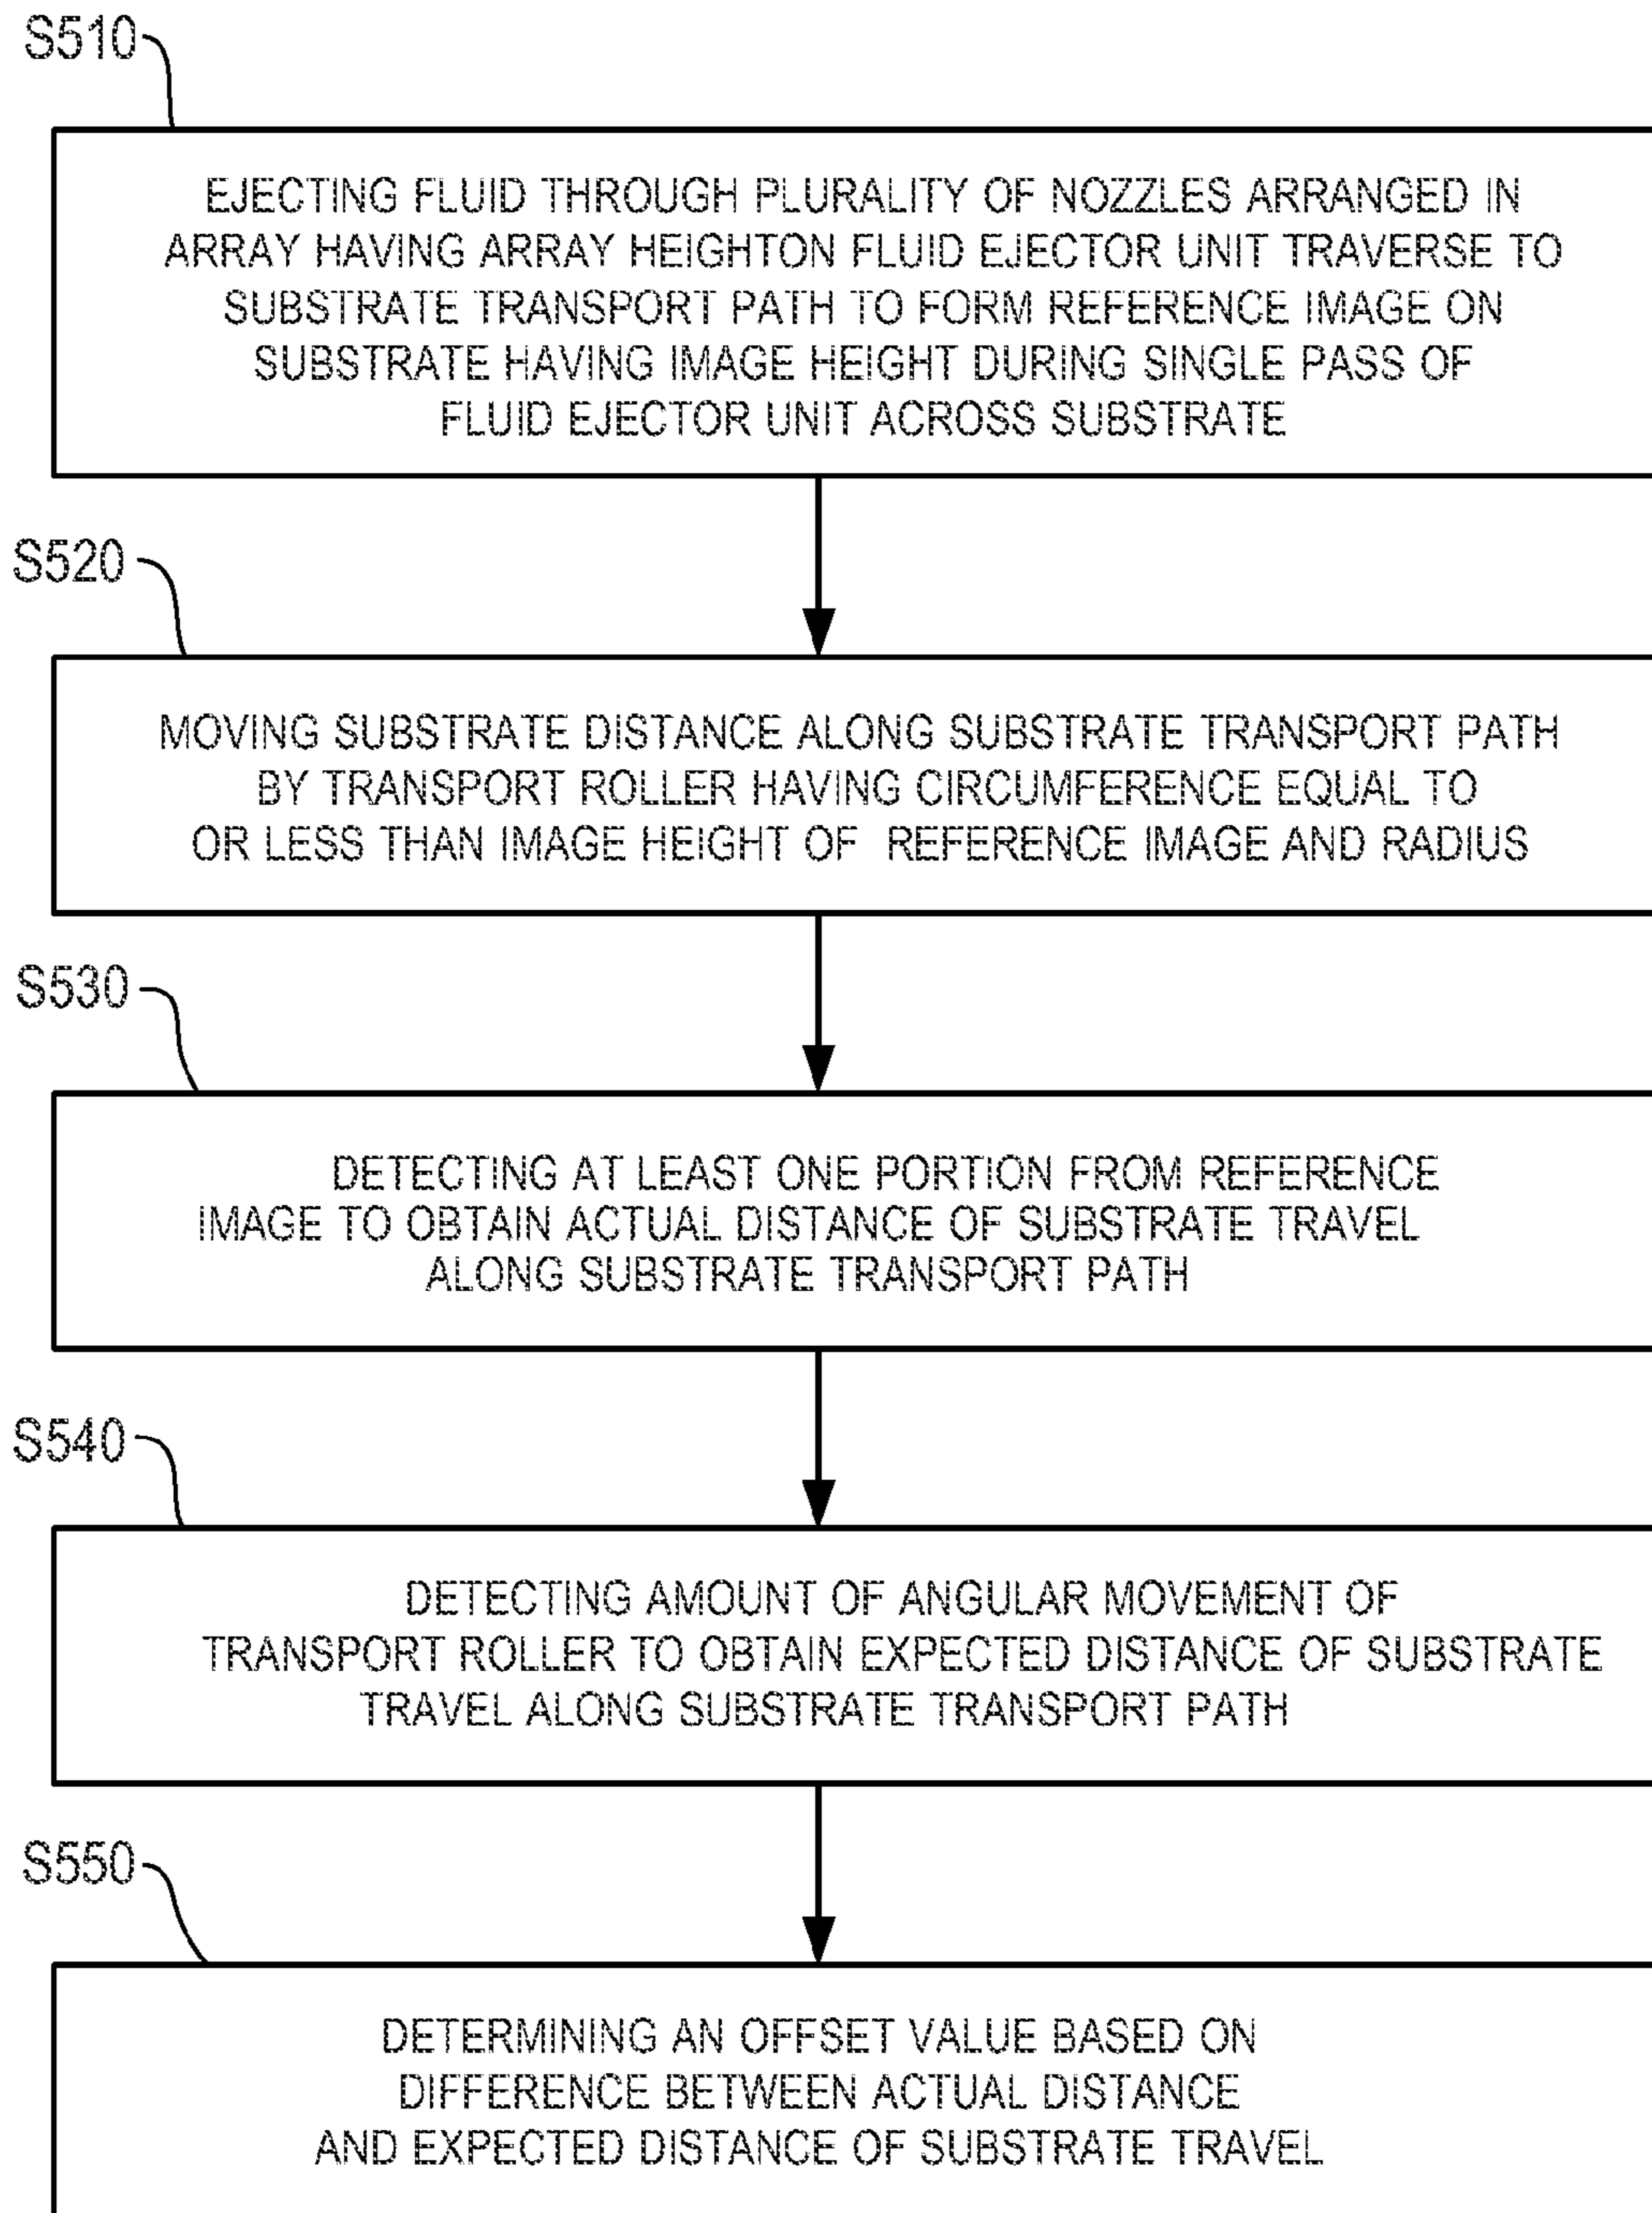 S510
EJECTING FLUID THROUGH PLURALITY OF NOZZLES ARRANGED IN
ARRAY HAVING ARRAY HEIGHTON FLUID EJECTOR UNIT TRAVERSE TO
SUBSTRATE TRANSPORT PATH TO FORM REFERENCE IMAGE ON
SUBSTRATE HAVING IMAGE HEIGHT DURING SINGLE PASS OF
FLUID EJECTOR UNIT ACROSS SUBSTRATE
S520
MOVING SUBSTRATE DISTANCE ALONG SUBSTRATE TRANSPORT PATH
BY TRANSPORT ROLLER HAVING CIRCUMFERENCE EQUAL TO
OR LESS THAN IMAGE HEIGHT OF REFERENCE IMAGE AND RADIUS
S530
DETECTING AT LEAST ONE PORTION FROM REFERENCE
IMAGE TO OBTAIN ACTUAL DISTANCE OF SUBSTRATE TRAVEL
ALONG SUBSTRATE TRANSPORT PATH
S540
DETECTING AMOUNT OF ANGULAR MOVEMENT OF
TRANSPORT ROLLER TO OBTAIN EXPECTED DISTANCE OF SUBSTRATE
TRAVEL ALONG SUBSTRATE TRANSPORT PATH
S550
DETERMINING AN OFFSET VALUE BASED ON
DIFFERENCE BETWEEN ACTUAL DISTANCE
AND EXPECTED DISTANCE OF SUBSTRATE TRAVEL